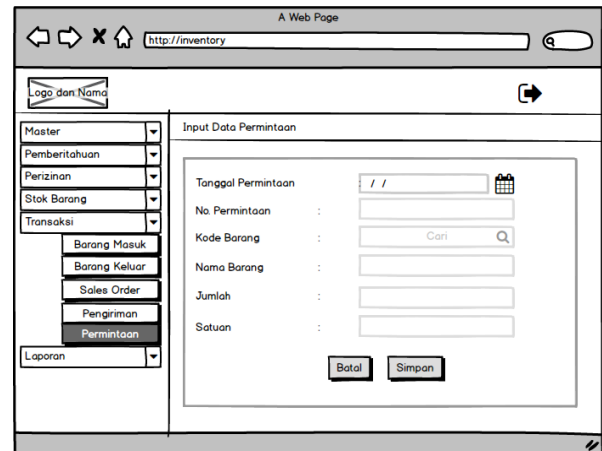 A Web Page
http://inventory
Logo dan Nama
Master
Pemberitahuan
Perizinan
Stok Barang
Transaksi
Barang Masuk
Barang Keluar
Sales Order
Pengiriman
Permintaan
Laporan
Input Data Permintaan
Tanggal Permintaan : / /
No. Permintaan :
Kode Barang : Cari
Nama Barang :
Jumlah :
Satuan :
Batal Simpan